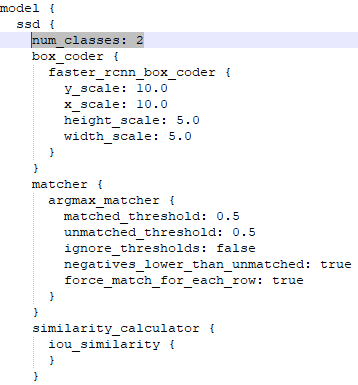 model {
  ssd {
    num_classes: 2
    box_coder {
      faster_rcnn_box_coder {
        y_scale: 10.0
        x_scale: 10.0
        height_scale: 5.0
        width_scale: 5.0
      }
    }
    matcher {
      argmax_matcher {
        matched_threshold: 0.5
        unmatched_threshold: 0.5
        ignore_thresholds: false
        negatives_lower_than_unmatched: true
        force_match_for_each_row: true
      }
    }
    similarity_calculator {
      iou_similarity {
      }
    }